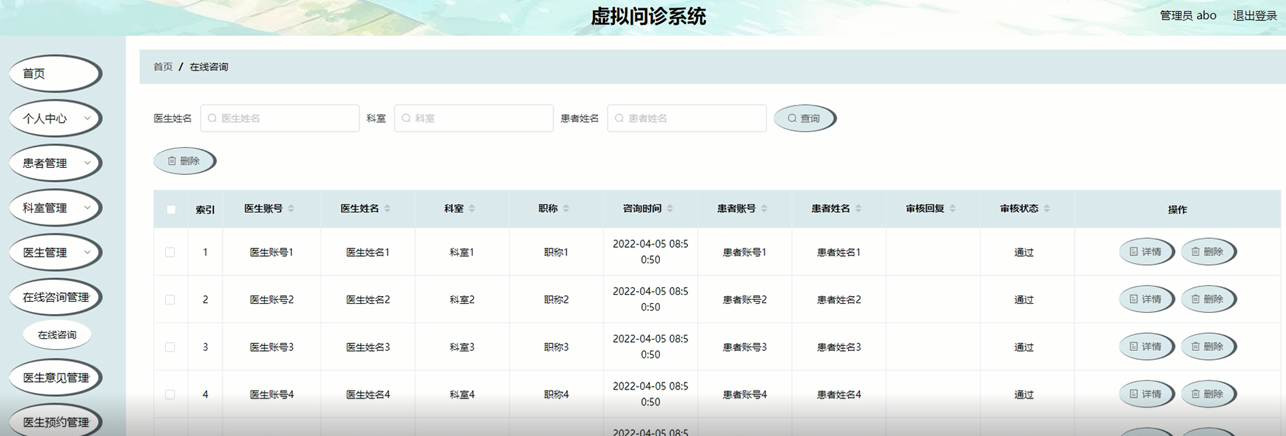 虚拟问诊系统
管理员 abo 退出登录
首页
个人中心
患者管理
科室管理
医生管理
在线咨询管理
在线咨询
医生意见管理
医生预约管理
首页 / 在线咨询
医生姓名 医生姓名 科室 科室 患者姓名 患者姓名 查询
删除
索引 医生账号 医生姓名 科室 职称 咨询时间 患者账号 患者姓名 审核回复 审核状态 操作
1 医生账号1 医生姓名1 科室1 职称1 2022-04-05 08:5 患者账号1 患者姓名1 通过 详情 删除
0:50
2 医生账号2 医生姓名2 科室2 职称2 2022-04-05 08:5 患者账号2 患者姓名2 通过 详情 删除
0:50
3 医生账号3 医生姓名3 科室3 职称3 2022-04-05 08:5 患者账号3 患者姓名3 通过 详情 删除
0:50
4 医生账号4 医生姓名4 科室4 职称4 2022-04-05 08:5 患者账号4 患者姓名4 通过 详情 删除
0:50
2022-04-05 08:5